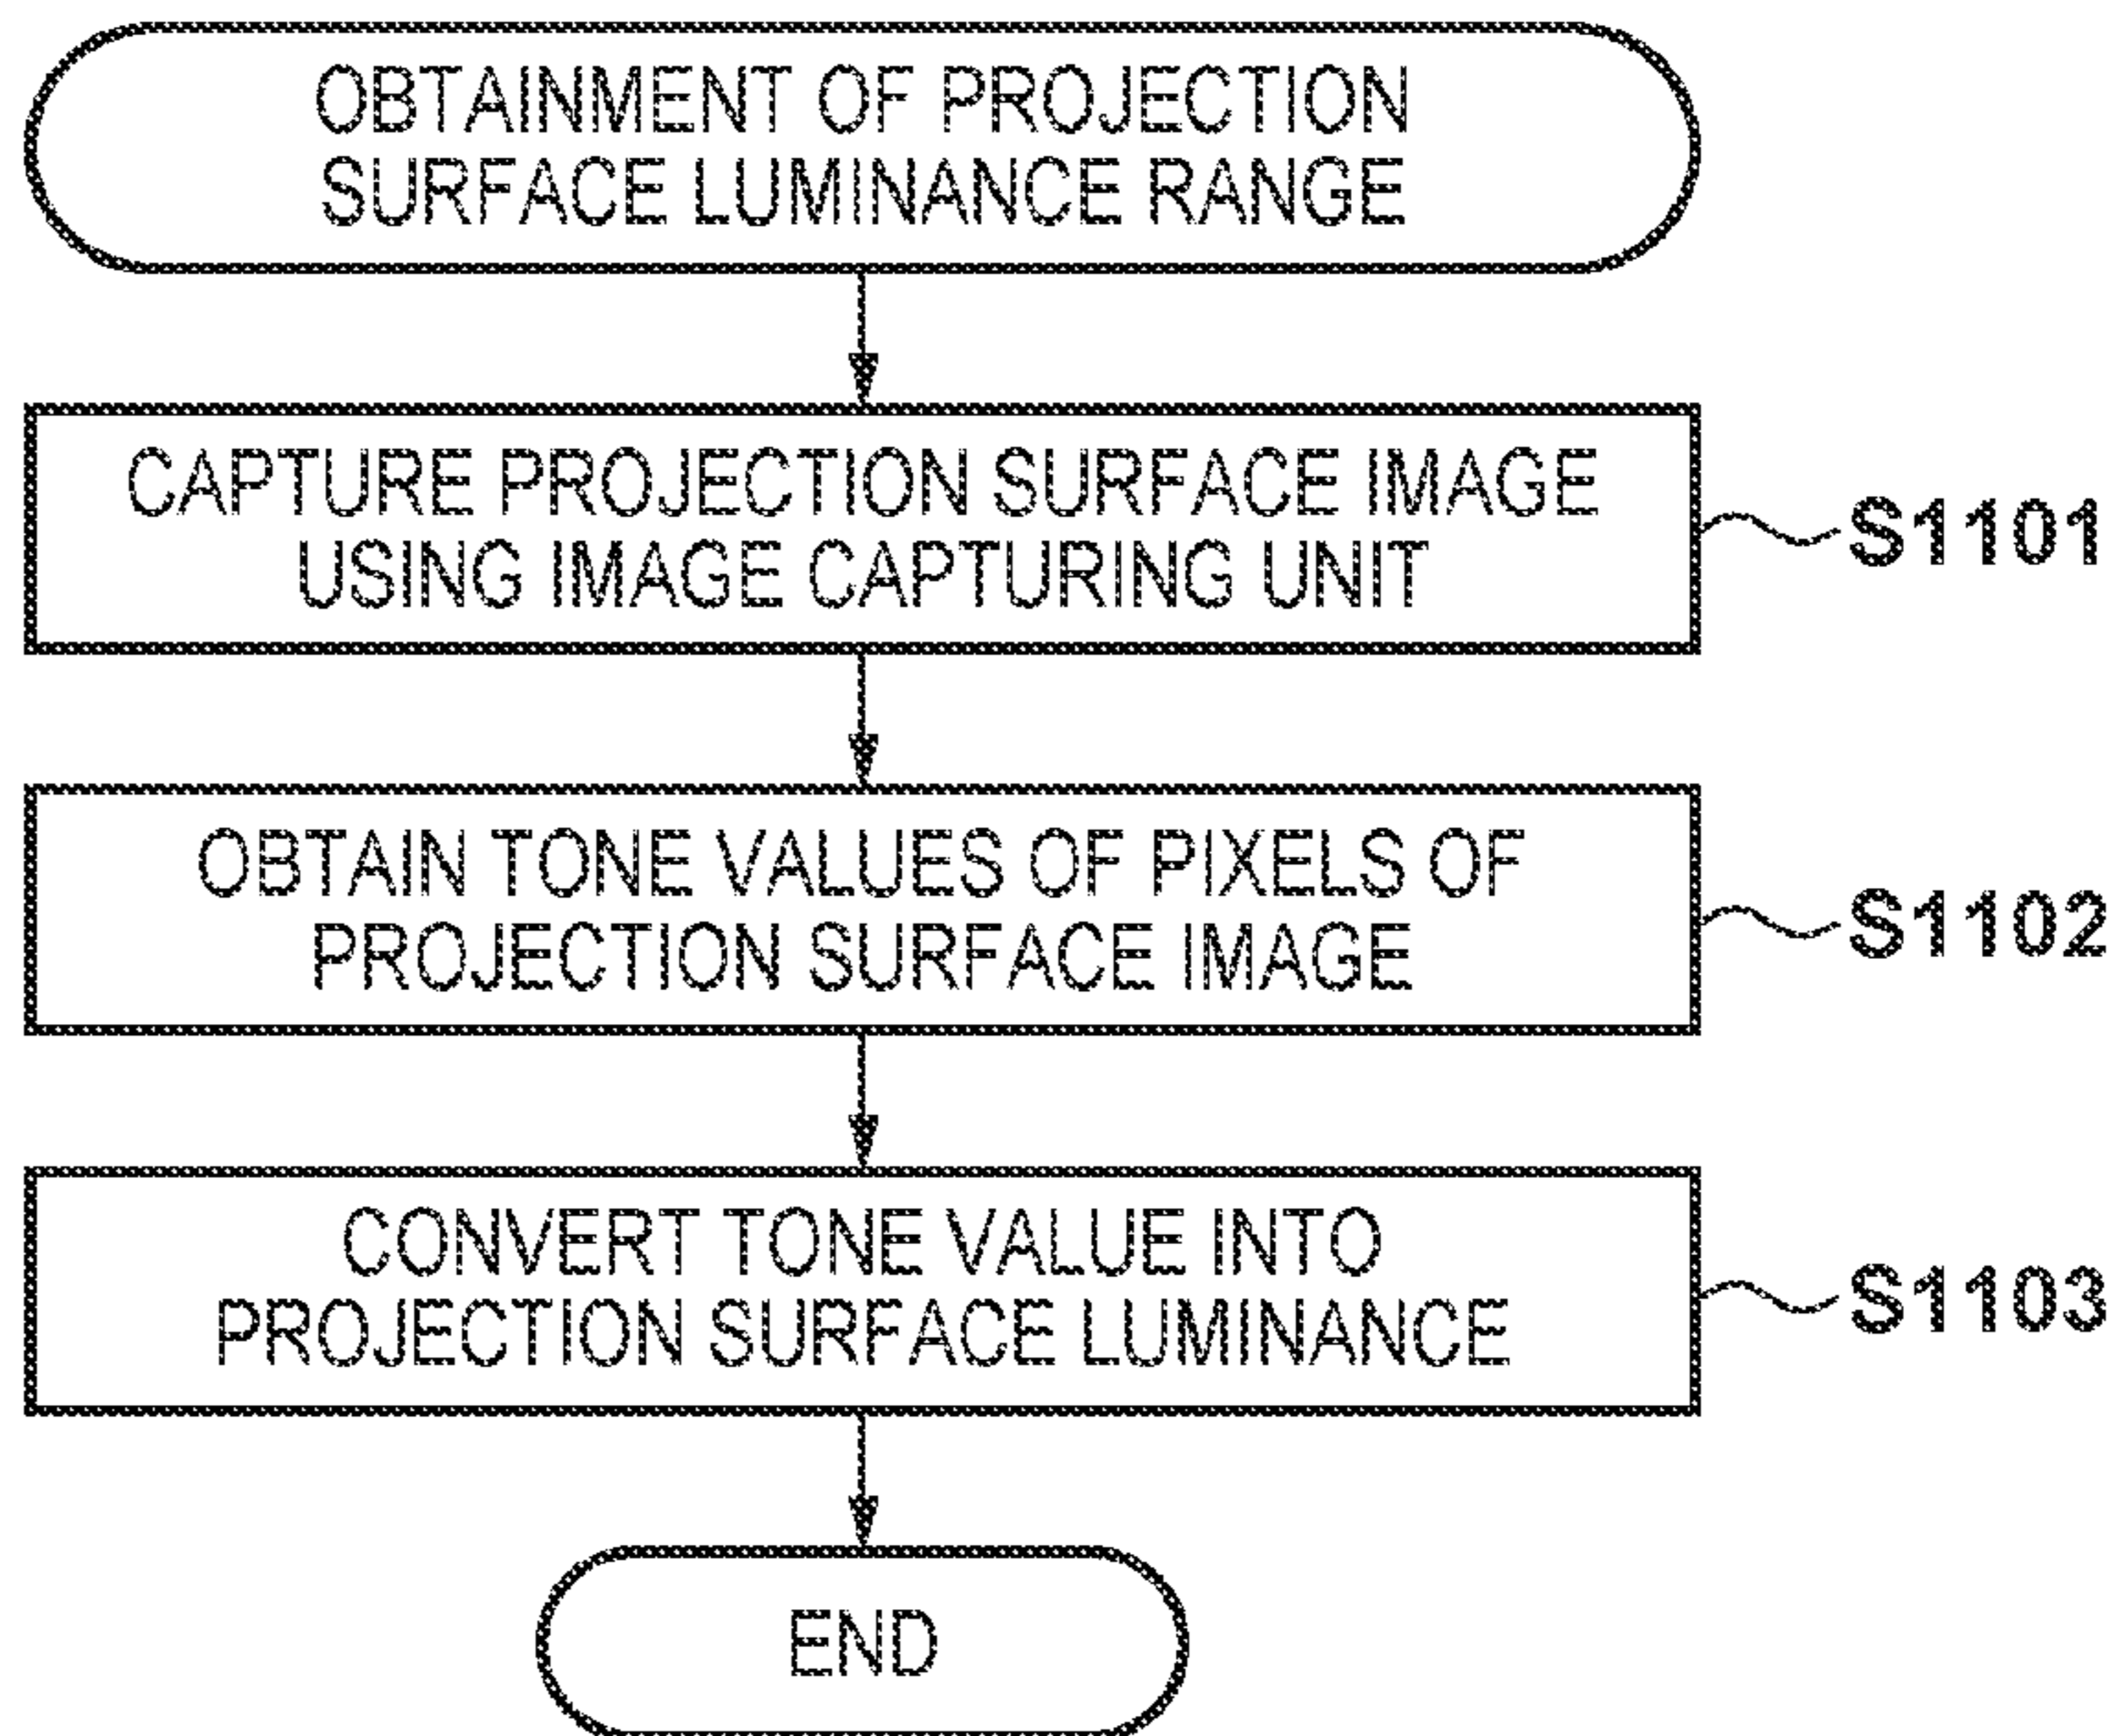 OBTAINMENT OF PROJECTION
SURFACE LUMINANCE RANGE
CAPTURE PROJECTION SURFACE IMAGE
USING IMAGE CAPTURING UNIT
S1101
OBTAIN TONE VALUES OF PIXELS OF
PROJECTION SURFACE IMAGE
S1102
CONVERT TONE VALUE INTO
PROJECTION SURFACE LUMINANCE
S1103
END